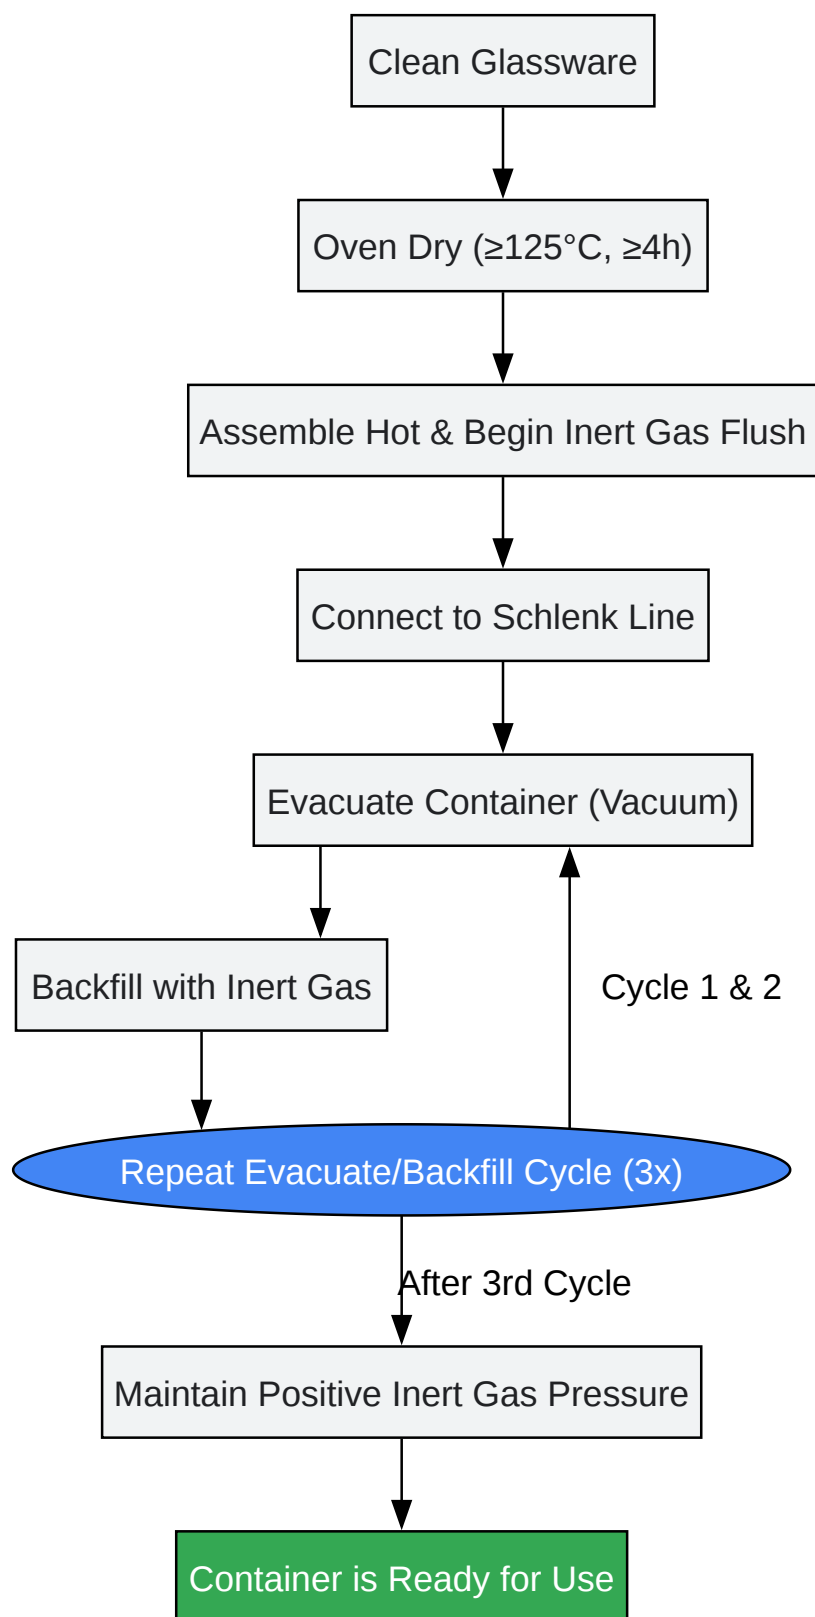 Clean Glassware
Oven Dry (≥125°C, ≥4h)
Assemble Hot & Begin Inert Gas Flush
Connect to Schlenk Line
Evacuate Container (Vacuum)
Backfill with Inert Gas
Cycle 1 & 2
Repeat Evacuate/Backfill Cycle (3x)
After 3rd Cycle
Maintain Positive Inert Gas Pressure
Container is Ready for Use